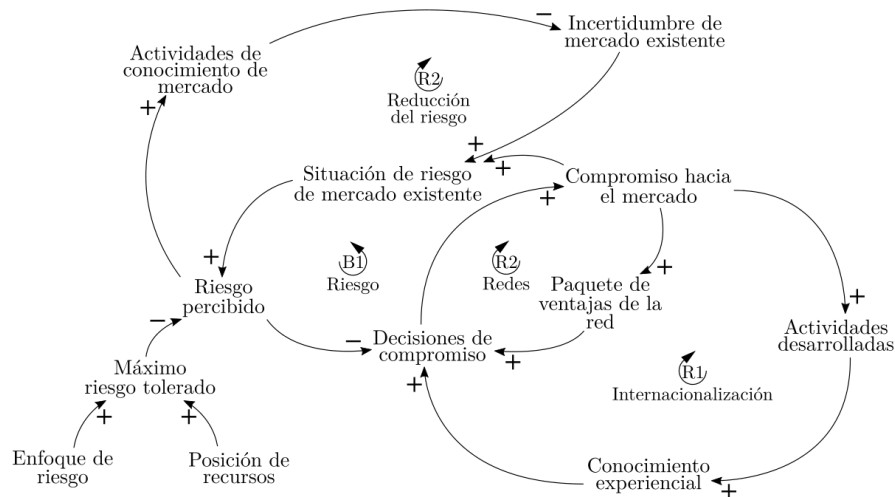 Incertidumbre de
mercado existente
−
Actividades de
conocimiento de
mercado
+
R2
Reducción
del riesgo
+
+
Situación de riesgo
de mercado existente
Compromiso hacia
el mercado
+
+
B1
Riesgo
R2
Redes
+
Riesgo
percibido
Paquete de
ventajas de la
red
+
−
−
Decisiones de
compromiso
+
Actividades
desarrolladas
Máximo
riesgo tolerado
+
R1
Internacionalización
+
+
Enfoque de
riesgo
Posición de
recursos
+
Conocimiento
experiencial
+